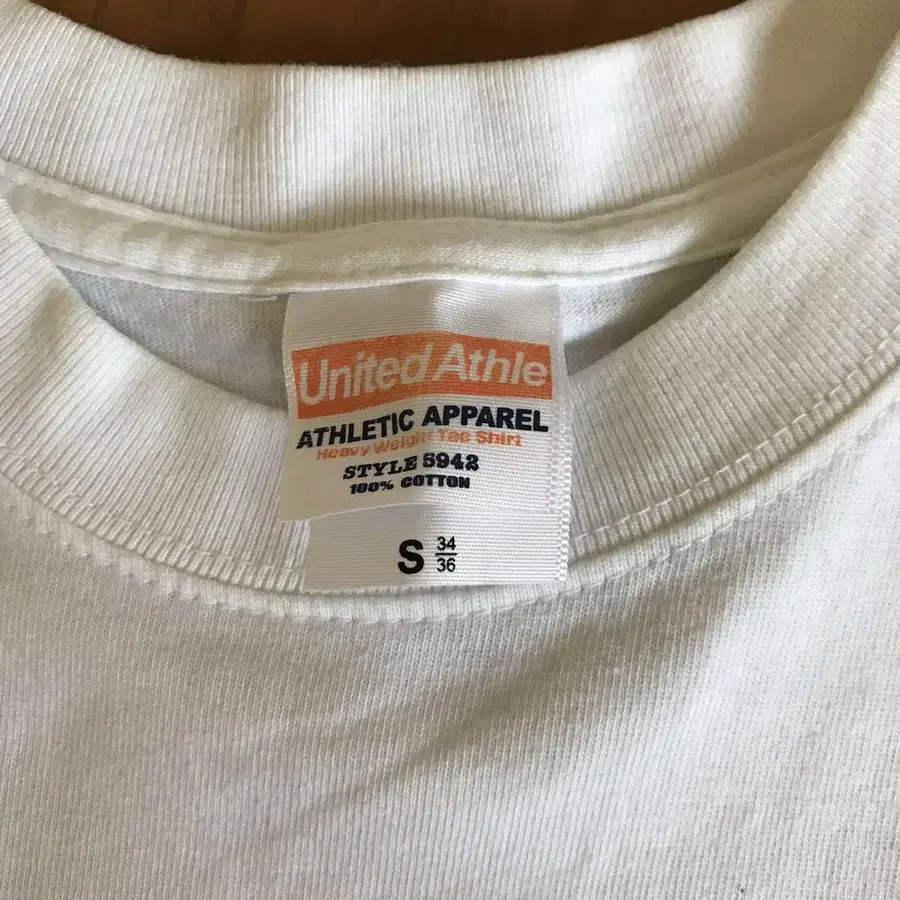 United Athle
ATHLETIC APPAREL
Heavy Weight Tee Shirt
STYLE 5942
100% COTTON
S 34
36